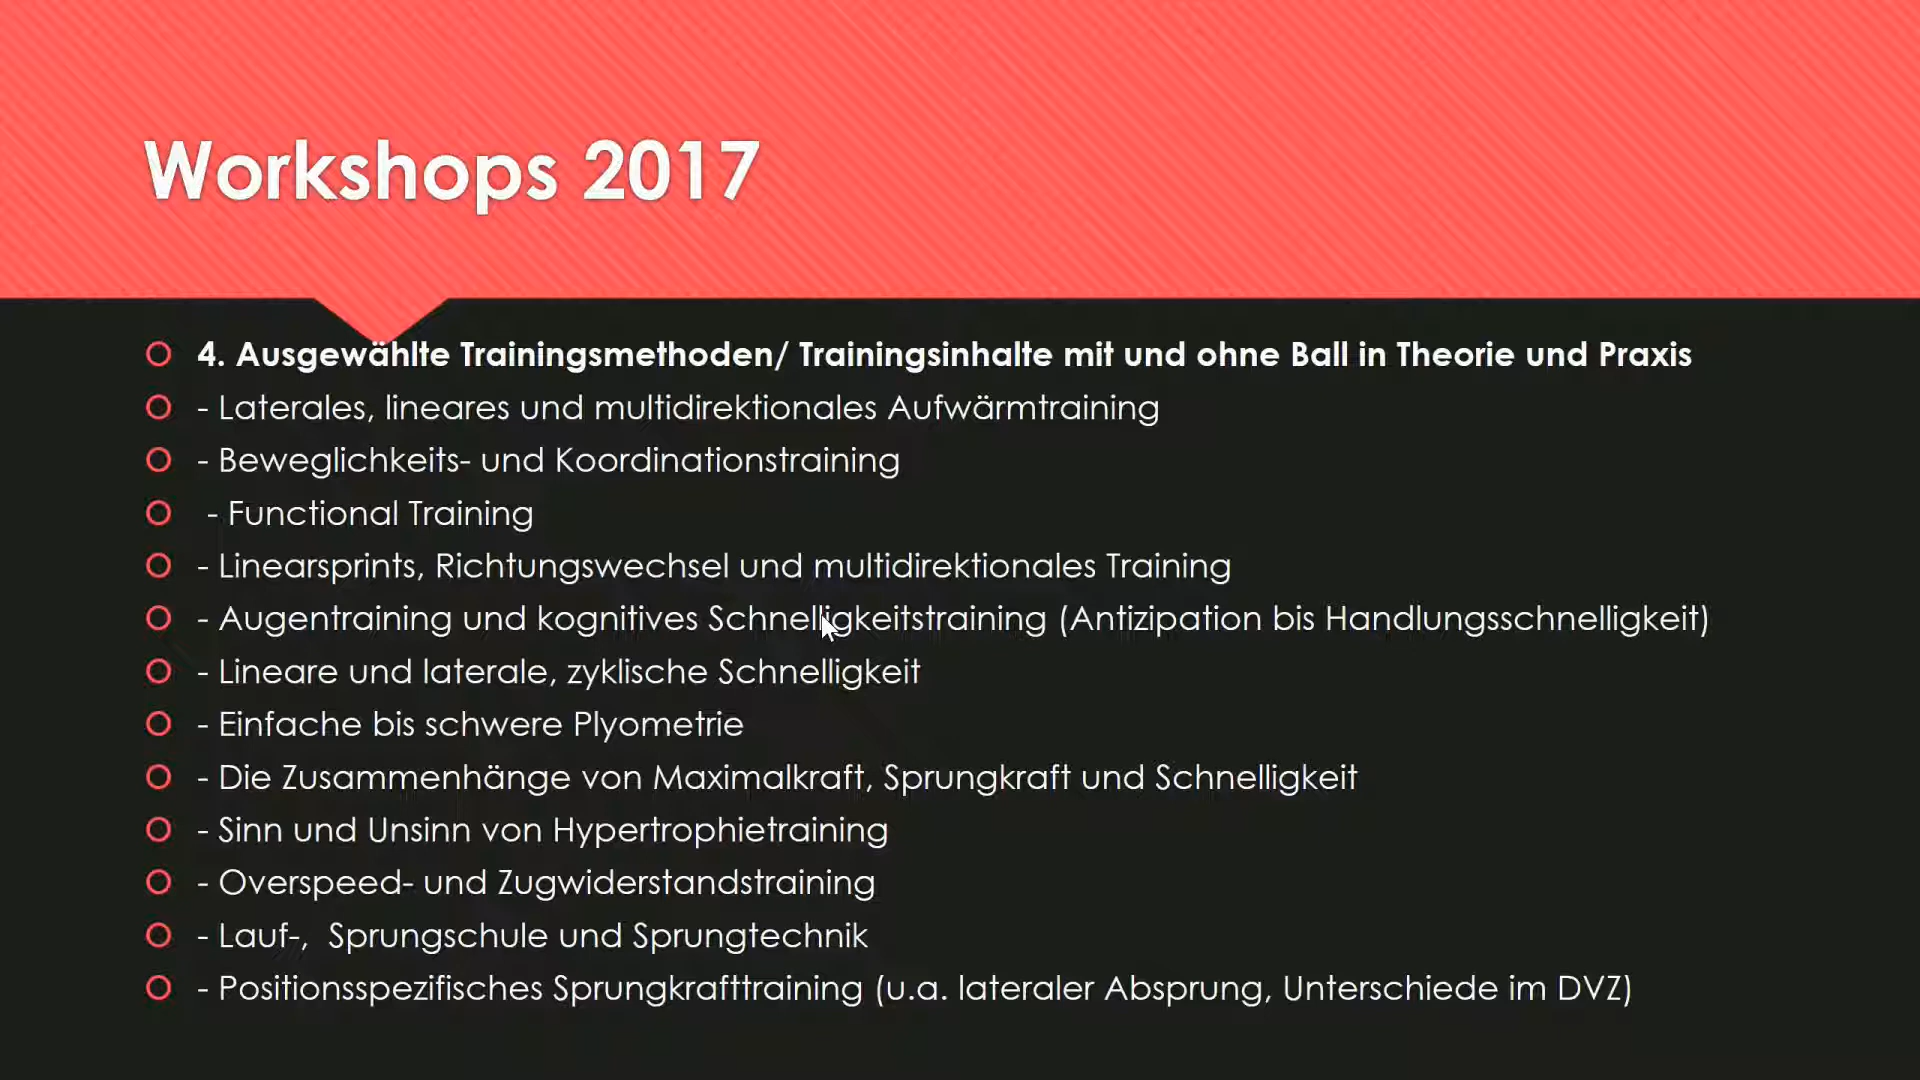 Workshops 2017
4. Ausgewählte Trainingsmethoden/ Trainingsinhalte mit und ohne Ball in Theorie und Praxis
- Laterales, lineares und multidirektionales Aufwärmtraining
- Beweglichkeits- und Koordinationstraining
- Functional Training
- Linearsprints, Richtungswechsel und multidirektionales Training
- Augentraining und kognitives Schnelligkeitstraining (Antizipation bis Handlungsschnelligkeit)
- Lineare und laterale, zyklische Schnelligkeit
- Einfache bis schwere Plyometrie
- Die Zusammenhänge von Maximalkraft, Sprungkraft und Schnelligkeit
- Sinn und Unsinn von Hypertrophietraining
- Overspeed- und Zugwiderstandstraining
- Lauf-, Sprungschule und Sprungtechnik
- Positionsspezifisches Sprungkrafttraining (u.a. lateraler Absprung, Unterschiede im DVZ)